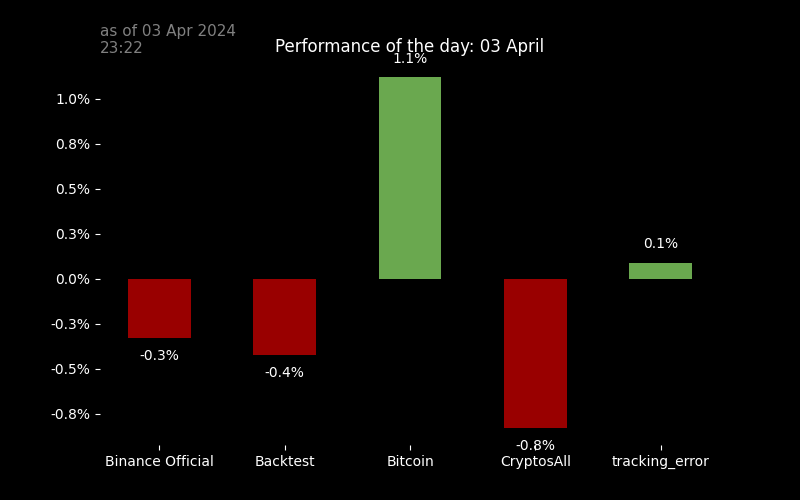 as of 03 Apr 2024
23:22
Performance of the day: 03 April
1.1%
1.0%
0.8%
0.5%
0.3%
0.1%
0.0%
-0.3%
-0.3%
-0.4%
-0.5%
-0.8%
-0.8%
Binance Official
Backtest
Bitcoin
CryptosAll
tracking_error